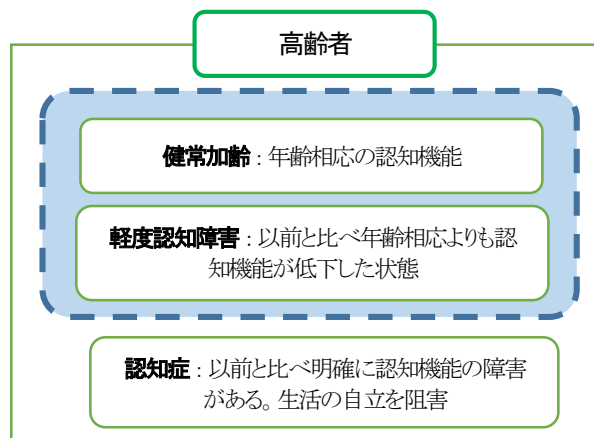 高齢者
健常加齢：年齢相応の認知機能
軽度認知障害：以前と比べ年齢相応よりも認
知機能が低下した状態
認知症：以前と比べ明確に認知機能の障害
がある。生活の自立を阻害